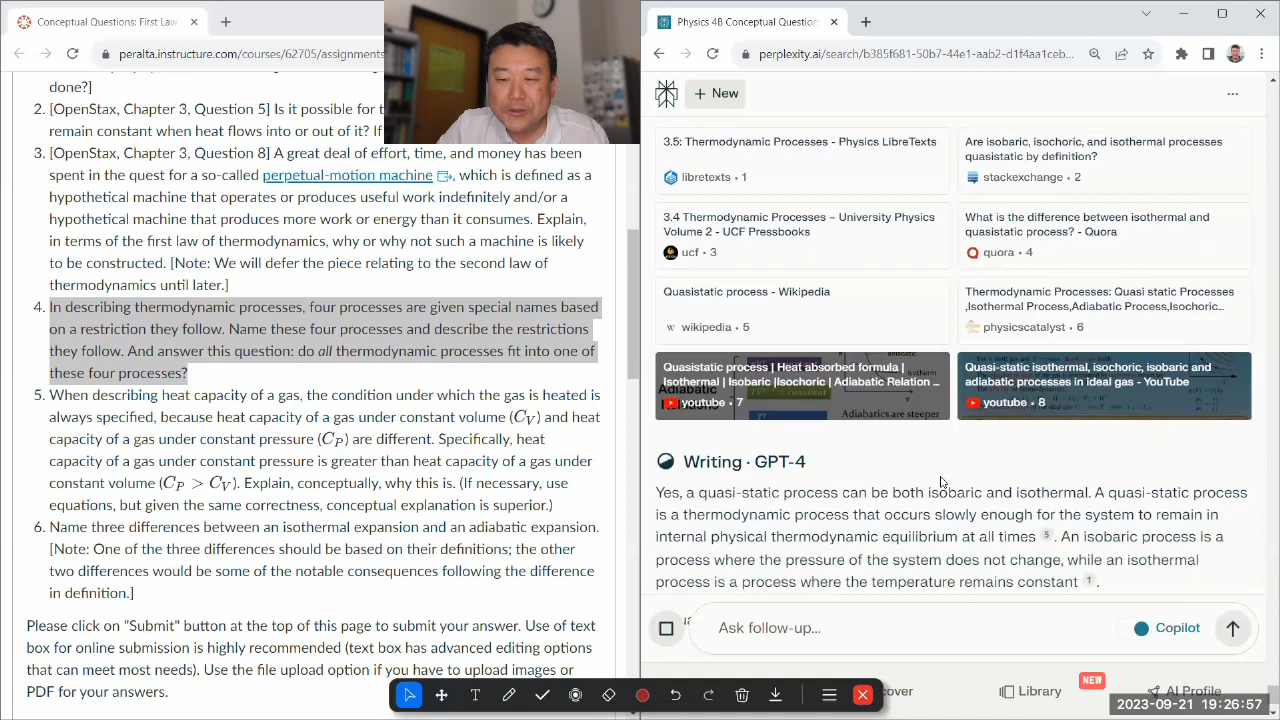 Conceptual Questions: First Law
peralta.instructure.com/courses/62705/assignments
done?]
2. [OpenStax, Chapter 3, Question 5] Is it possible for t
remain constant when heat flows into or out of it? If
3. [OpenStax, Chapter 3, Question 8] A great deal of effort, time, and money has been
spent in the quest for a so-called perpetual-motion machine, which is defined as a
hypothetical machine that operates or produces useful work indefinitely and/or a
hypothetical machine that produces more work or energy than it consumes. Explain,
in terms of the first law of thermodynamics, why or why not such a machine is likely
to be constructed. [Note: We will defer the piece relating to the second law of
thermodynamics until later.]
4. In describing thermodynamic processes, four processes are given special names based
on a restriction they follow. Name these four processes and describe the restrictions
they follow. And answer this question: do all thermodynamic processes fit into one of
these four processes?
5. When describing heat capacity of a gas, the condition under which the gas is heated is
always specified, because heat capacity of a gas under constant volume (C_V) and heat
capacity of a gas under constant pressure (C_P) are different. Specifically, heat
capacity of a gas under constant pressure is greater than heat capacity of a gas under
constant volume (C_P > C_V). Explain, conceptually, why this is. (If necessary, use
equations, but given the same correctness, conceptual explanation is superior.)
6. Name three differences between an isothermal expansion and an adiabatic expansion.
[Note: One of the three differences should be based on their definitions; the other
two differences would be some of the notable consequences following the difference
in definition.]
Please click on "Submit" button at the top of this page to submit your answer. Use of text
box for online submission is highly recommended (text box has advanced editing options
that can meet most needs). Use the file upload option if you have to upload images or
PDF for your answers.
Physics 4B Conceptual Question
perplexity.ai/search/b385f681-50b7-44e1-aab2-d1f4aa1ceb...
New
3.5: Thermodynamic Processes - Physics LibreTexts
libretexts • 1
Are isobaric, isochoric, and isothermal processes
quasistatic by definition?
stackexchange • 2
3.4 Thermodynamic Processes – University Physics
Volume 2 - UCF Pressbooks
ucf • 3
What is the difference between isothermal and
quasistatic process? - Quora
quora • 4
Quasistatic process - Wikipedia
W wikipedia • 5
Thermodynamic Processes: Quasi static Processes
,Isothermal Process,Adiabatic Process,Isochoric...
physicscatalyst • 6
Quasistatic process | Heat absorbed formula |
Isothermal | Isobaric |Isochoric | Adiabatic Relation ...
youtube • 7
Adiabatic are steeper
Quasi-static isothermal, isochoric, isobaric and
adiabatic processes in ideal gas - YouTube
youtube • 8
Writing · GPT-4
Yes, a quasi-static process can be both isobaric and isothermal. A quasi-static process
is a thermodynamic process that occurs slowly enough for the system to remain in
internal physical thermodynamic equilibrium at all times 5 . An isobaric process is a
process where the pressure of the system does not change, while an isothermal
process is a process where the temperature remains constant 1 .
Ask follow-up...
Copilot
cover
Library
NEW
AI Profile
2023-09-21 19:26:57